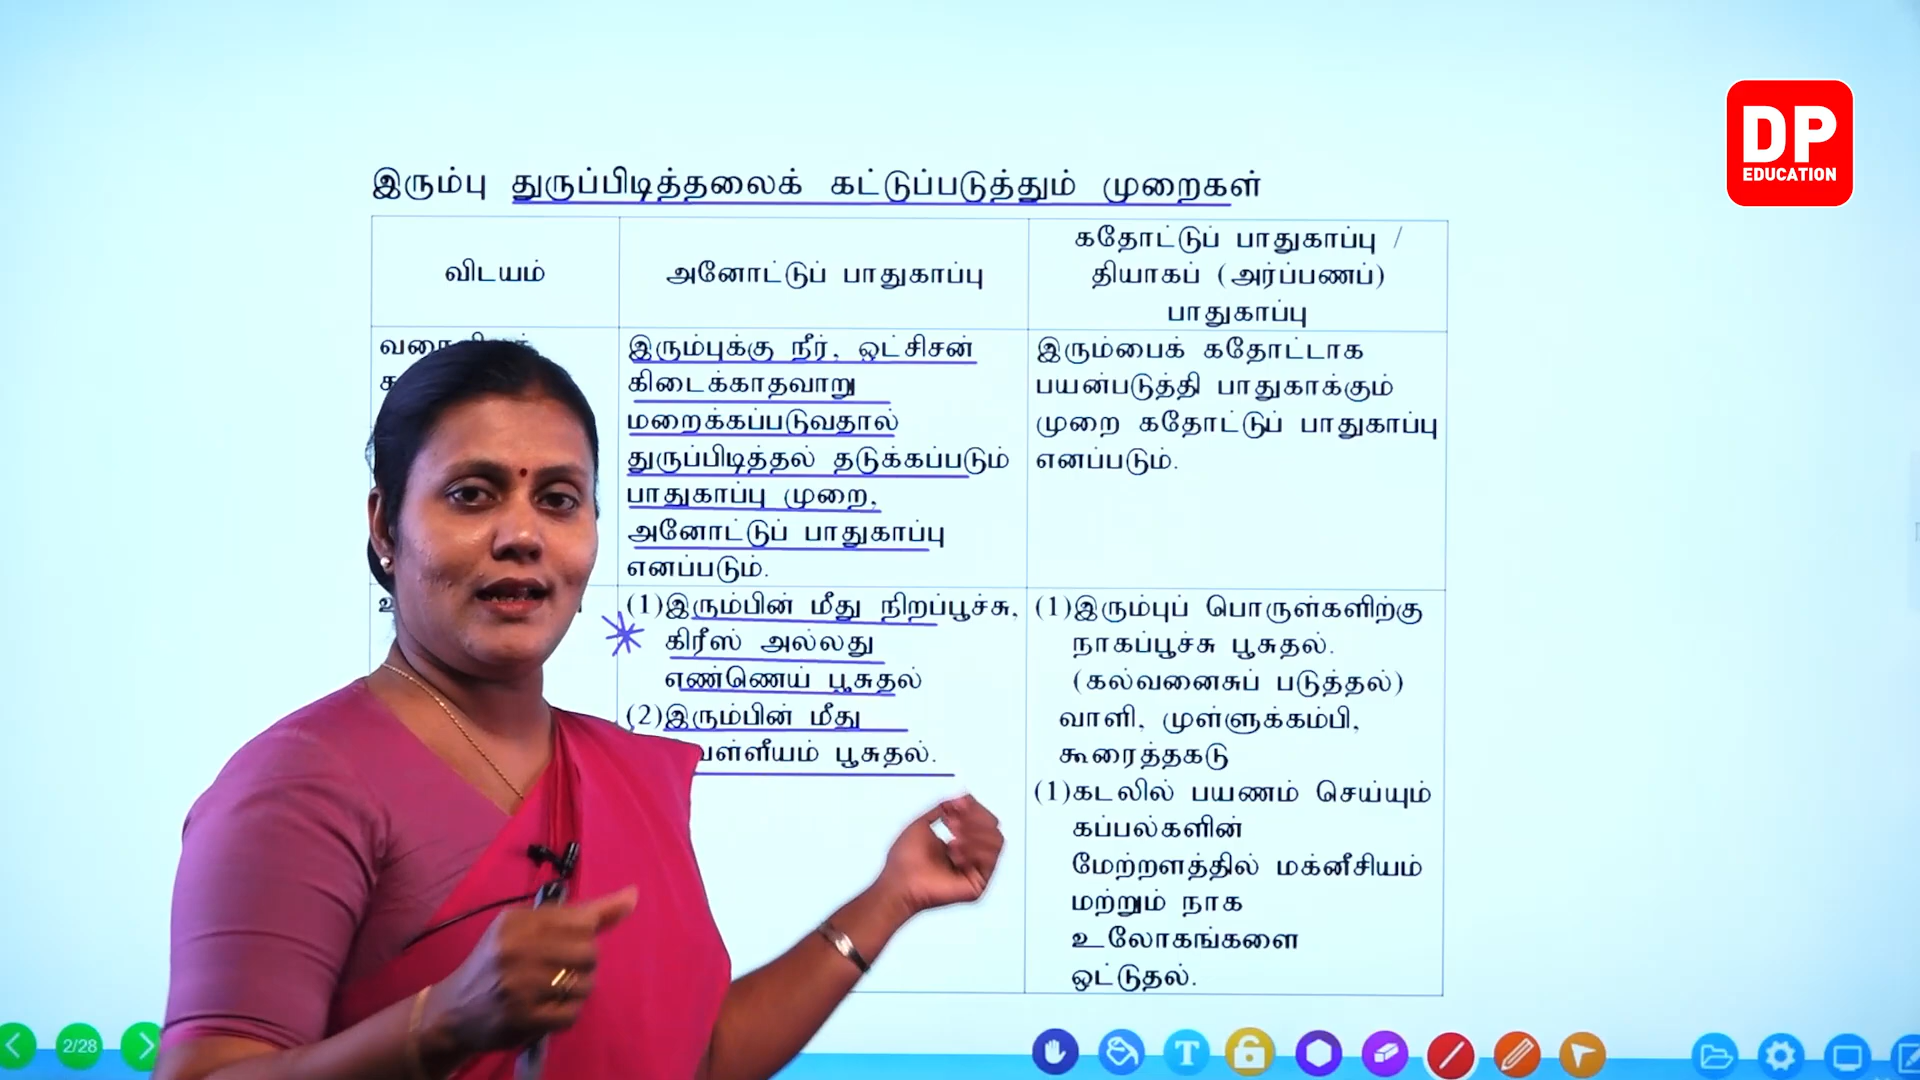 DP
EDUCATION
இரும்பு துருப்பிடித்தலைக் கட்டுப்படுத்தும் முறைகள்
விடயம்
அனோட்டுப் பாதுகாப்பு
கதோட்டுப் பாதுகாப்பு /
தியாகப் (அர்ப்பணப்)
பாதுகாப்பு
இரும்புக்கு நீர், ஒட்சிசன்
கிடைக்காதவாறு
மறைக்கப்படுவதால்
துருப்பிடித்தல் தடுக்கப்படும்
பாதுகாப்பு முறை,
அனோட்டுப் பாதுகாப்பு
எனப்படும்.
இரும்பைக் கதோட்டாக
பயன்படுத்தி பாதுகாக்கும்
முறை கதோட்டுப் பாதுகாப்பு
எனப்படும்.
(1)இரும்பின் மீது நிறப்பூச்சு,
கிரீஸ் அல்லது
எண்ணெய் பூசுதல்
(2)இரும்பின் மீது
பூசுதல்.
(1)இரும்புப் பொருள்களிற்கு
நாகப்பூச்சு பூசுதல்.
(கல்வனைசுப் படுத்தல்)
வாளி, முள்ளுக்கம்பி,
கூரைத்தகடு
(1)கடலில் பயணம் செய்யும்
கப்பல்களின்
மேற்றளத்தில் மக்னீசியம்
மற்றும் நாக
உலோகங்களை
ஒட்டுதல்.
2/28